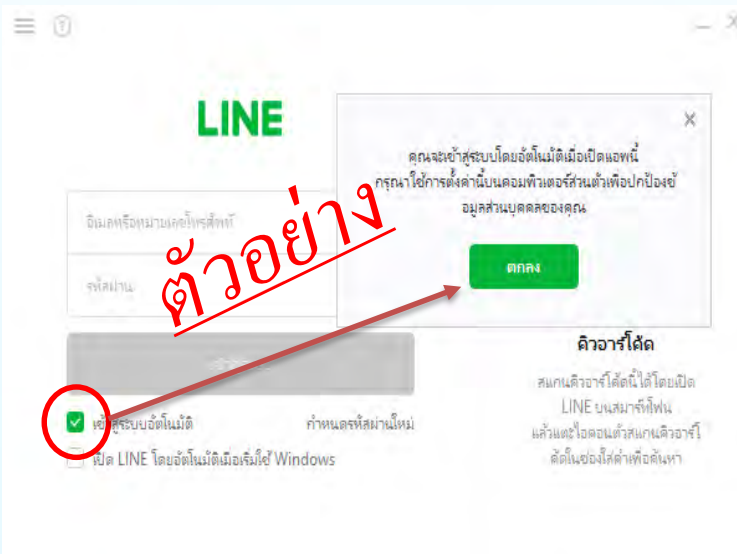 LINE
คุณจะเข้าสู่ระบบโดยอัตโนมัติเมื่อเปิดแอพนี้
กรุณาใช้การตั้งค่านี้บนคอมพิวเตอร์ส่วนตัวเพื่อปกป้องข้
อมูลส่วนบุคคลของคุณ
ตกลง
อีเมลหรือหมายเลขโทรศัพท์
รหัสผ่าน
ตัวอย่าง
เข้าสู่ระบบอัตโนมัติ
กำหนดรหัสผ่านใหม่
เปิด LINE โดยอัตโนมัติเมื่อเริ่มใช้ Windows
คิวอาร์โค้ด
สแกนคิวอาร์โค้ดนี้ได้โดยเปิด
LINE บนสมาร์ทโฟน
แล้วแตะไอคอนตัวสแกนคิวอาร์โ
ค้ดในช่องใส่คำเพื่อค้นหา